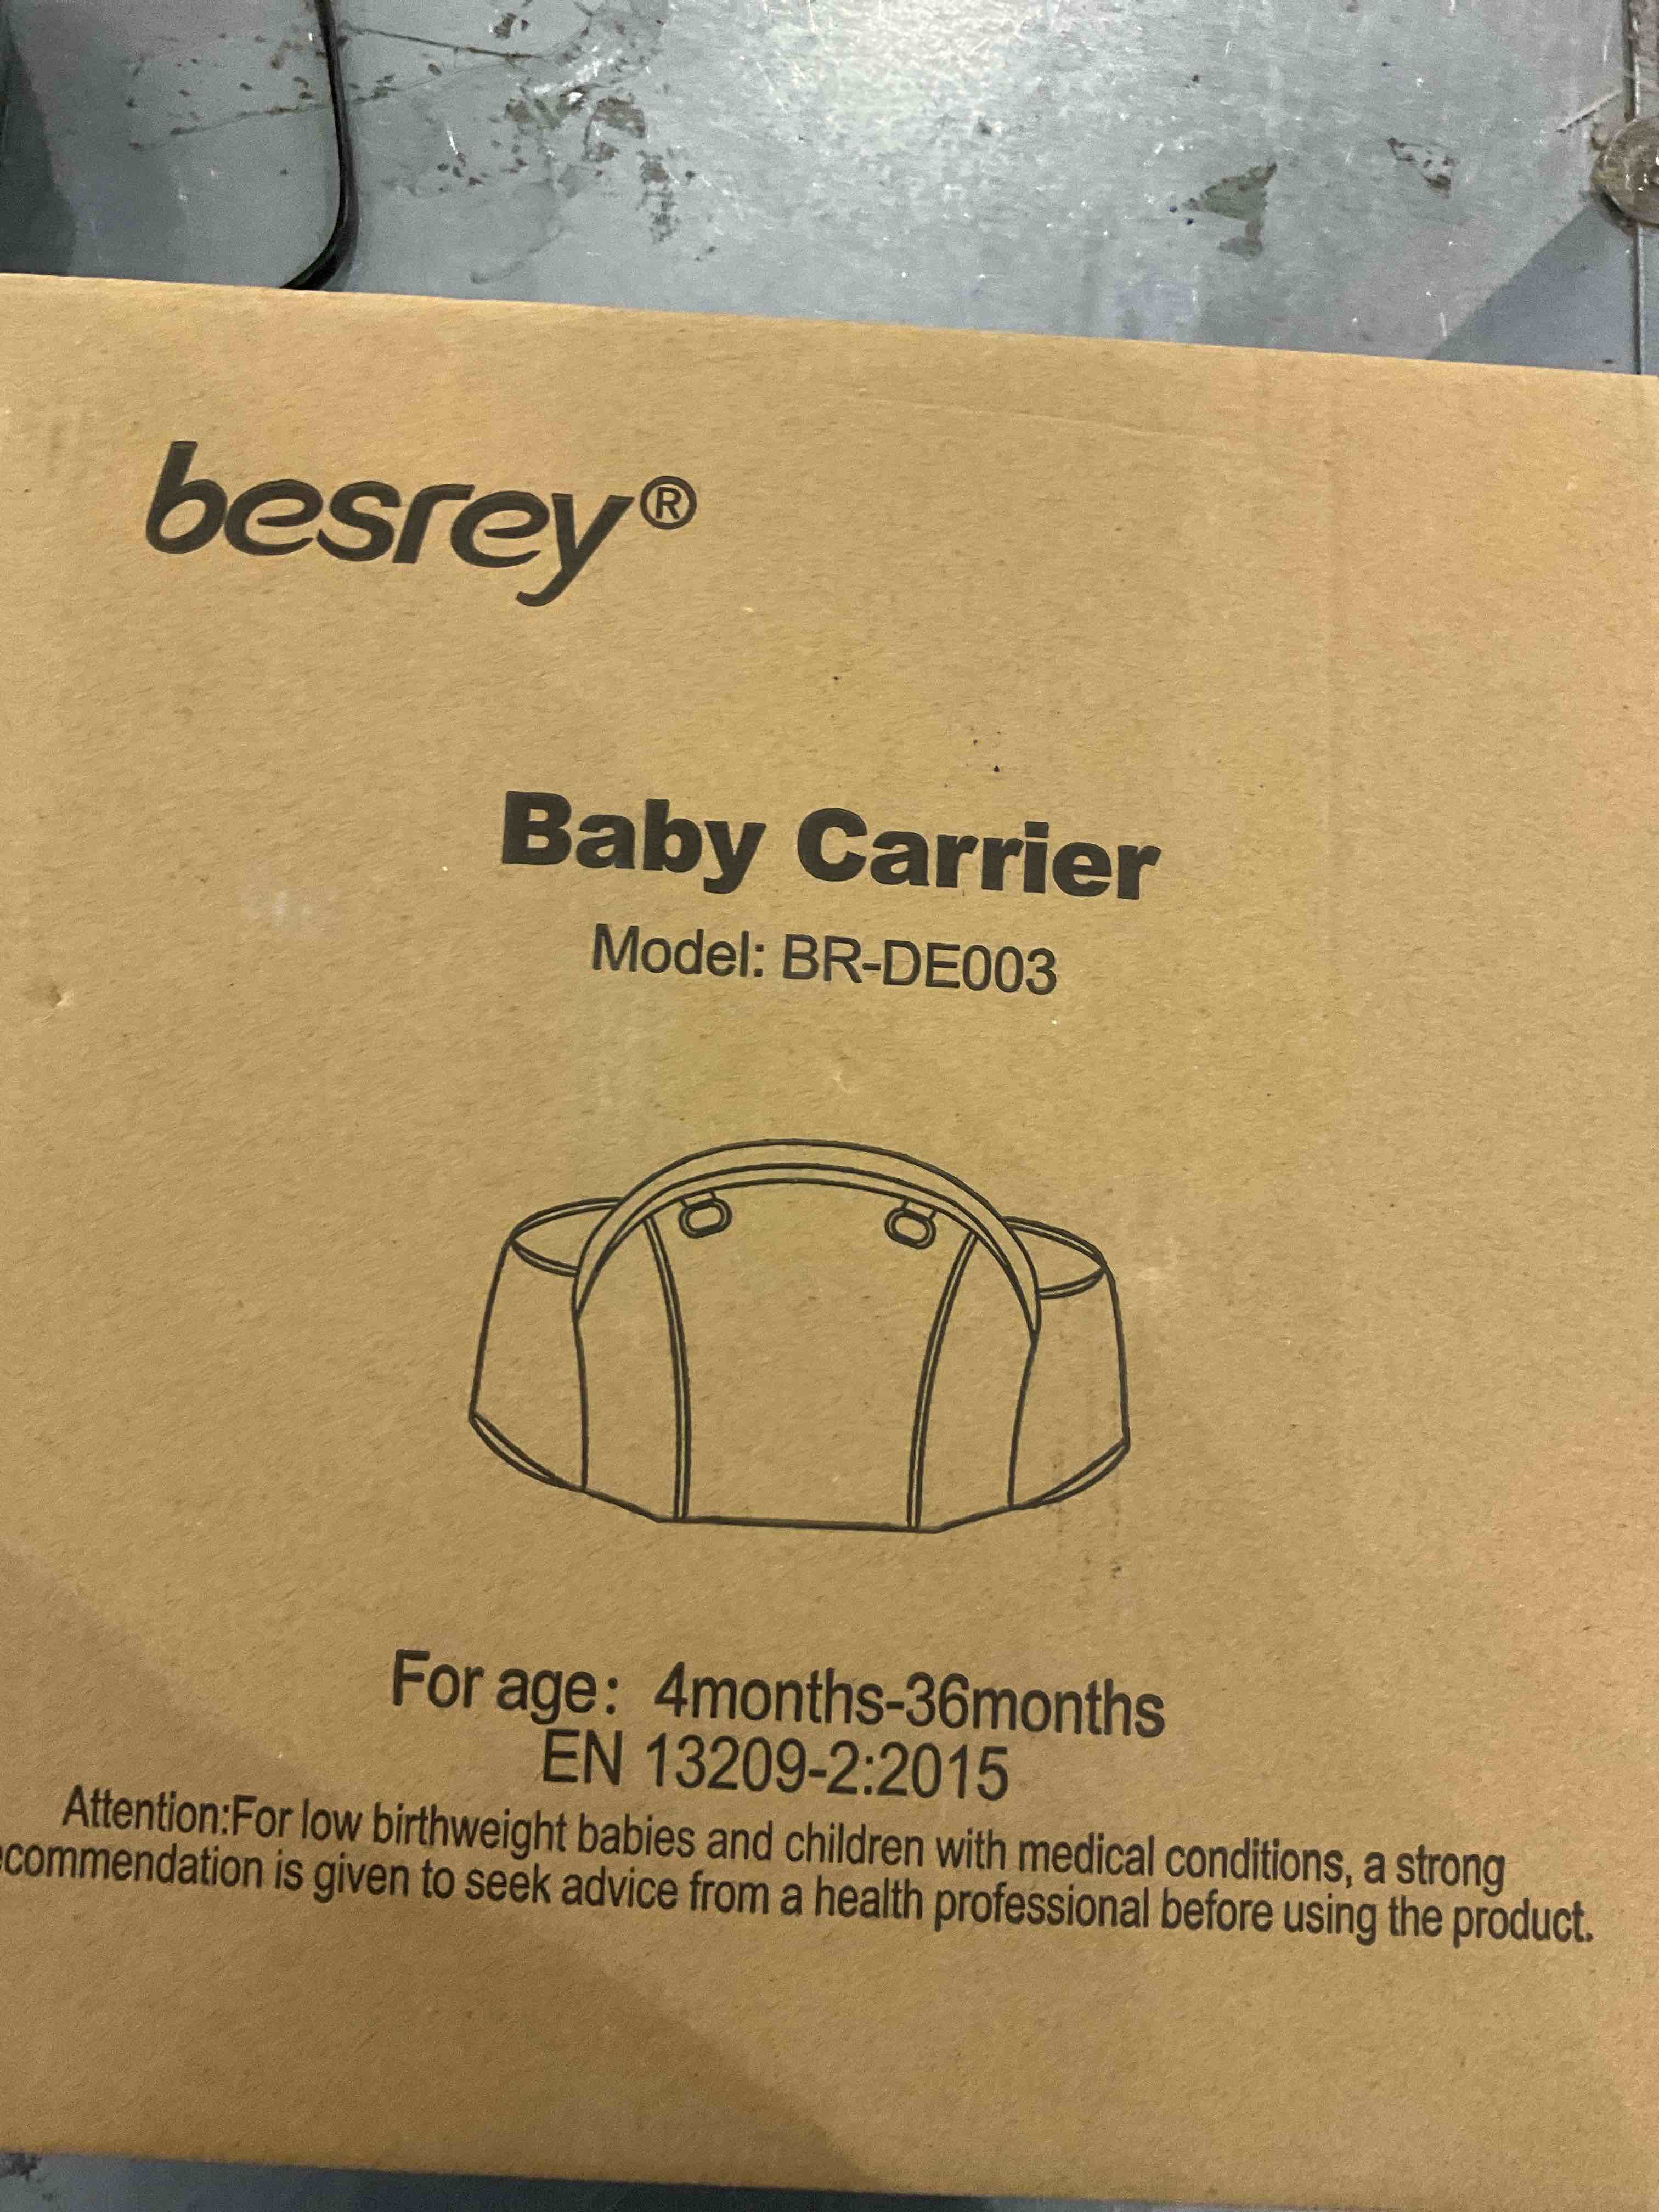 besrey®
Baby Carrier
Model: BR-DE003
For age: 4months-36months
EN 13209-2:2015
Attention:For low birthweight babies and children with medical conditions, a strong
ecommendation is given to seek advice from a health professional before using the product.